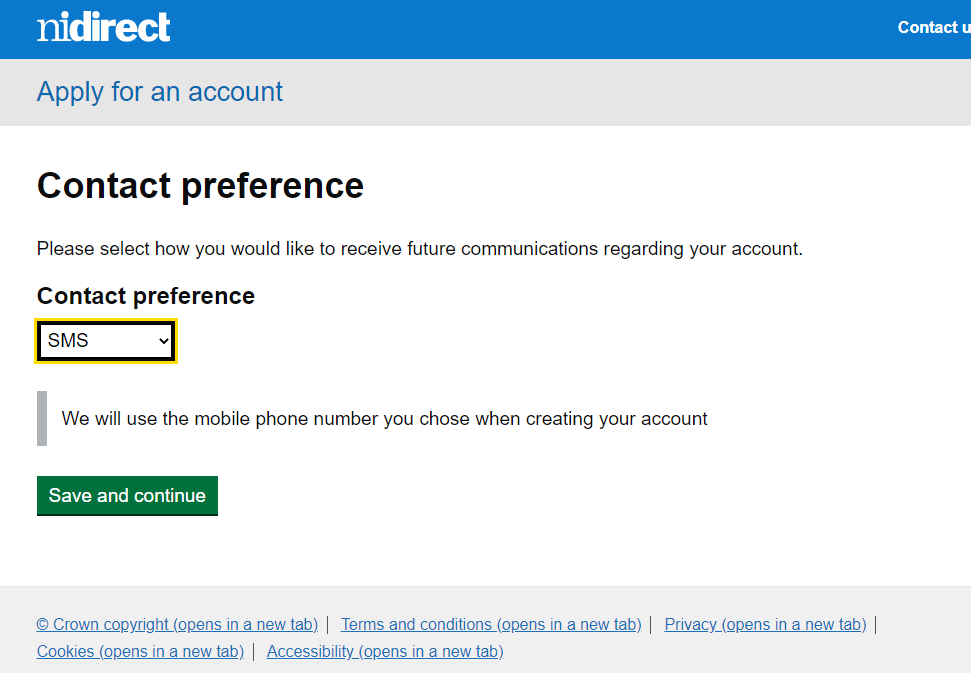 nidirect
Contact u
Apply for an account
Contact preference
Please select how you would like to receive future communications regarding your account.
Contact preference
SMS
We will use the mobile phone number you chose when creating your account
Save and continue
© Crown copyright (opens in a new tab) | Terms and conditions (opens in a new tab) | Privacy (opens in a new tab) |
Cookies (opens in a new tab) | Accessibility (opens in a new tab)